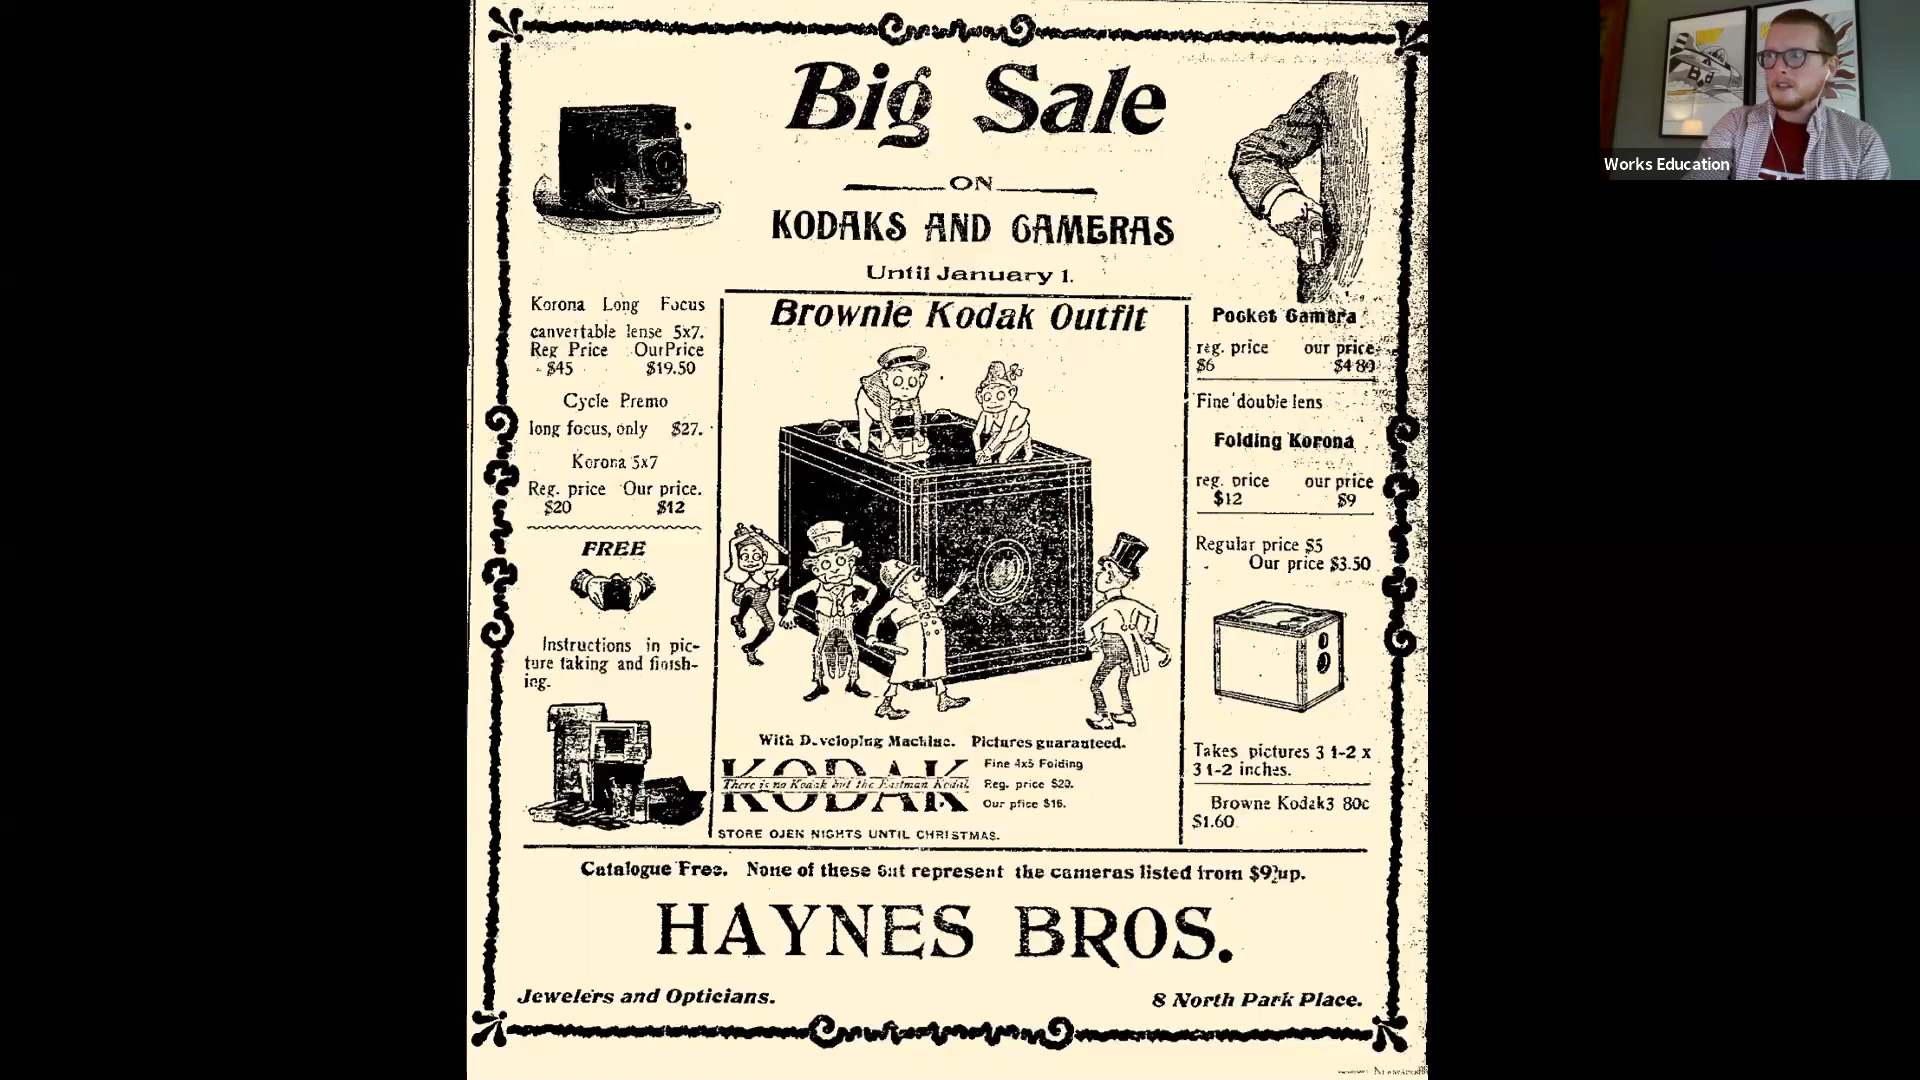 Big Sale
ON
KODAKS AND CAMERAS
Until January 1.
Korona Long Focus
canvertable lense 5x7.
Reg Price Our Price
$45 $19.50
Cycle Premo
long focus, only $27.
Korona 5x7
Reg. price Our price.
$20 $12
FREE
Instructions in pic-
ture taking and finish-
ing.
Brownie Kodak Outfit
With Developing Machine. Pictures guaranteed.
KODAK
There is no Kodak but the Eastman Kodak
Fine 4x5 Folding
Reg. price $20.
Our price $16.
STORE OPEN NIGHTS UNTIL CHRISTMAS.
Pocket Camera
reg. price our price
$6 $4 80
Fine double lens
Folding Korona
reg. price our price
$12 $9
Regular price $5
Our price $3.50
Takes pictures 3 1-2 x
3 1-2 inches.
Browne Kodak3 80c
$1.60
Catalogue Free. None of these cut represent the cameras listed from $9 up.
HAYNES BROS.
Jewelers and Opticians.
8 North Park Place.
Works Education